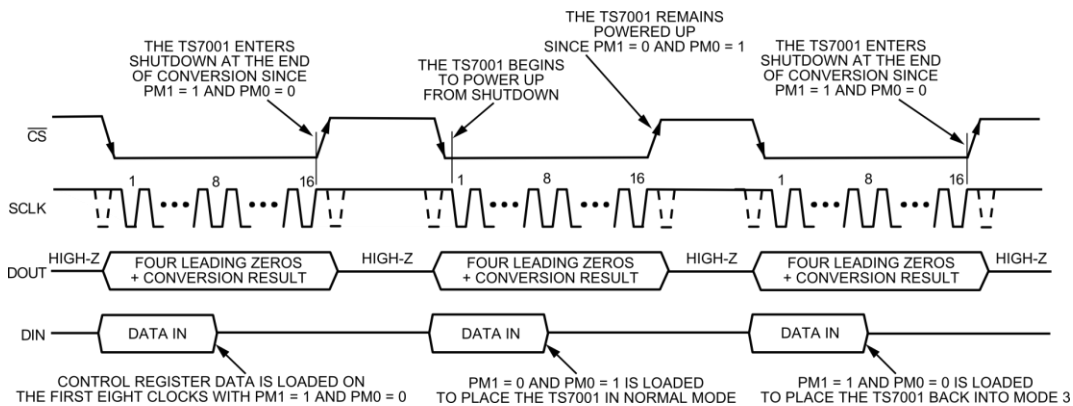 THE TS7001 ENTERS
SHUTDOWN AT THE END
OF CONVERSION SINCE
PM1 = 1 AND PM0 = 0
THE TS7001 BEGINS
TO POWER UP
FROM SHUTDOWN
THE TS7001 REMAINS
POWERED UP
SINCE PM1 = 0 AND PM0 = 1
THE TS7001 ENTERS
SHUTDOWN AT THE END
OF CONVERSION SINCE
PM1 = 1 AND PM0 = 0
CS
1 8 16 1 8 16 1 8 16
SCLK
DOUT
HIGH-Z
FOUR LEADING ZEROS
+ CONVERSION RESULT
HIGH-Z
FOUR LEADING ZEROS
+ CONVERSION RESULT
HIGH-Z
FOUR LEADING ZEROS
+ CONVERSION RESULT
HIGH-Z
DIN
DATA IN
DATA IN
DATA IN
CONTROL REGISTER DATA IS LOADED ON
THE FIRST EIGHT CLOCKS WITH PM1 = 1 AND PM0 = 0
PM1 = 0 AND PM0 = 1 IS LOADED
TO PLACE THE TS7001 IN NORMAL MODE
PM1 = 1 AND PM0 = 0 IS LOADED
TO PLACE THE TS7001 BACK INTO MODE 3